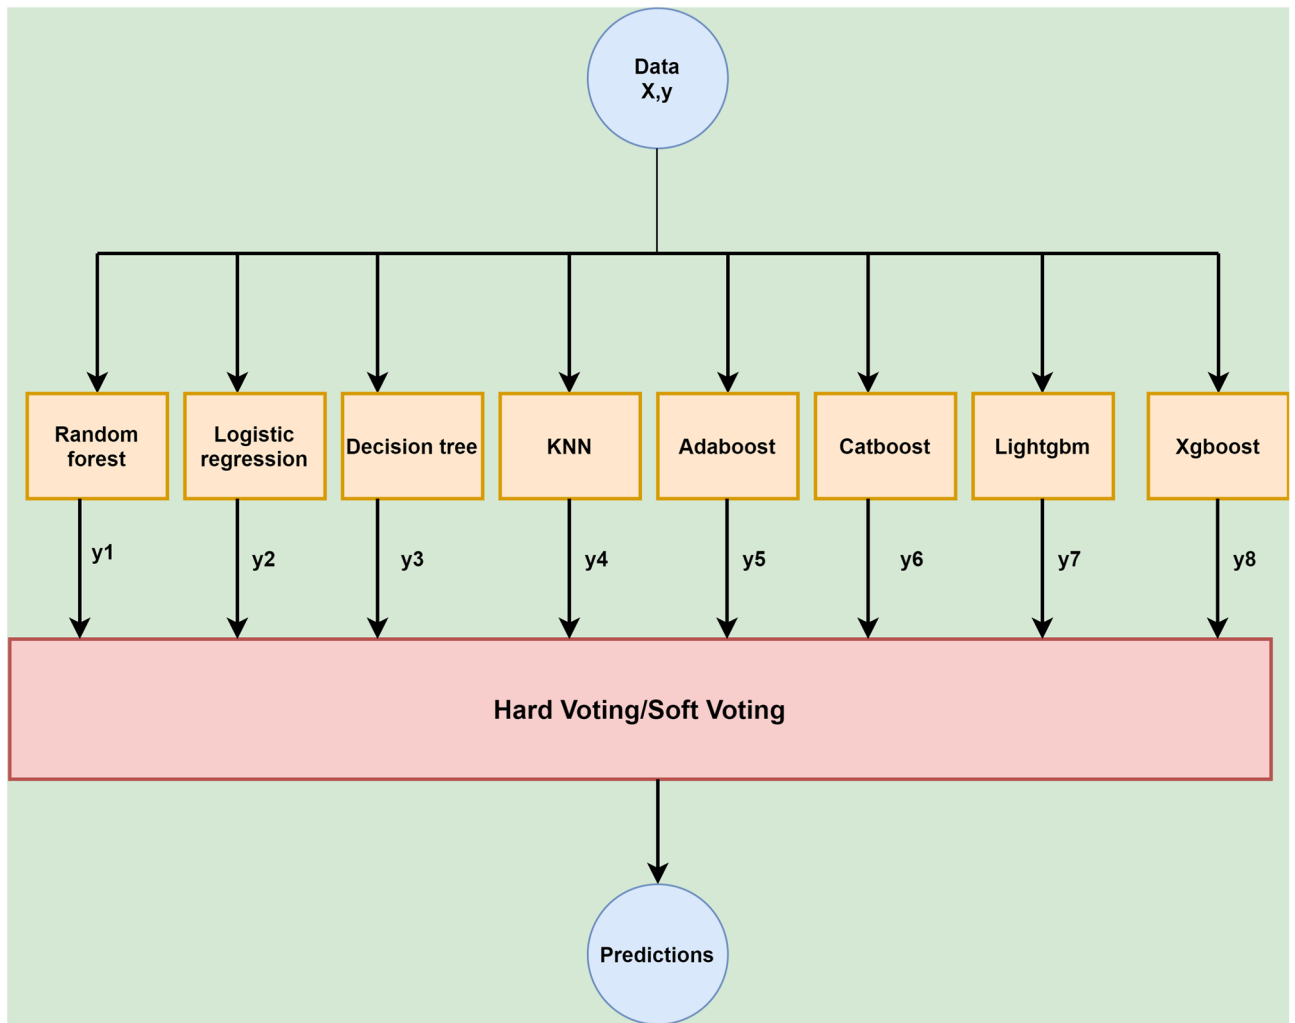 Data
X,y
Random
forest
Logistic
regression
Decision tree
KNN
Adaboost
Catboost
Lightgbm
Xgboost
y1
y2
y3
y4
y5
y6
y7
y8
Hard Voting/Soft Voting
Predictions